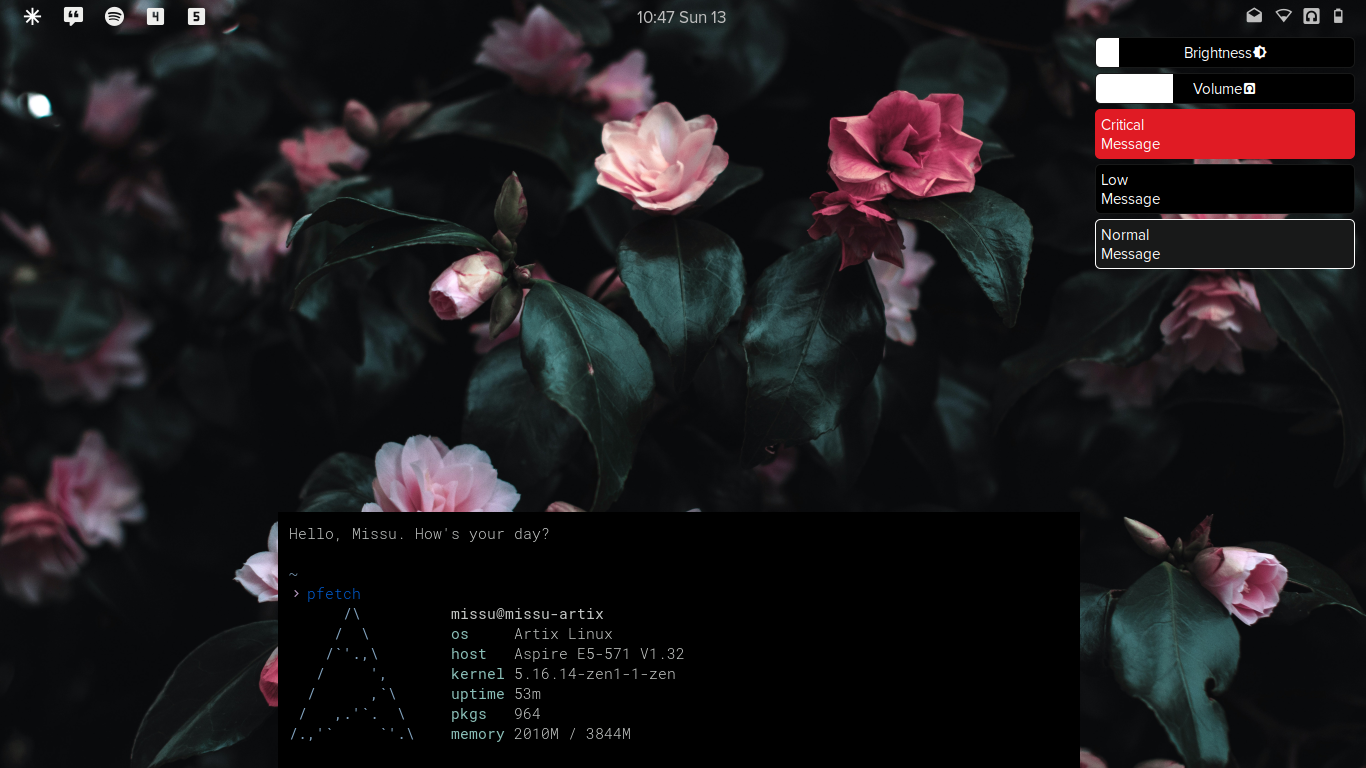 4 5 10:47 Sun 13
Brightness
Volume
Critical
Message
Low
Message
Normal
Message
Hello, Missu. How's your day?
~
› pfetch
missu@missu-artix
os Artix Linux
host Aspire E5-571 V1.32
kernel 5.16.14-zen1-1-zen
uptime 53m
pkgs 964
memory 2010M / 3844M